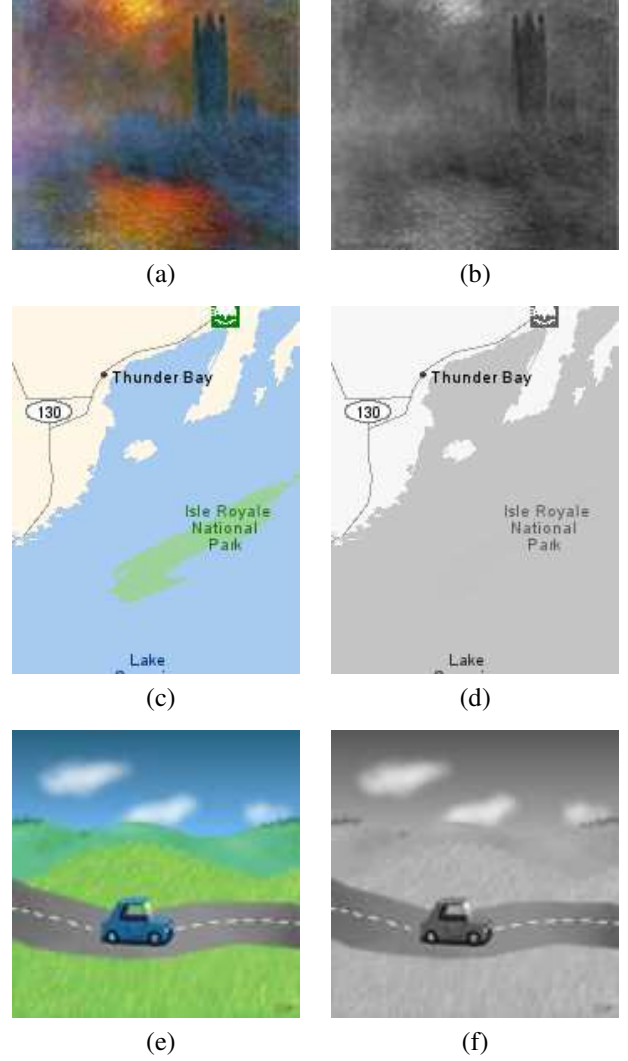 (a)
(b)
Thunder Bay
130
Isle Royale
National
Park
Lake
Thunder Bay
130
Isle Royale
National
Park
Lake
(c)
(d)
(e)
(f)